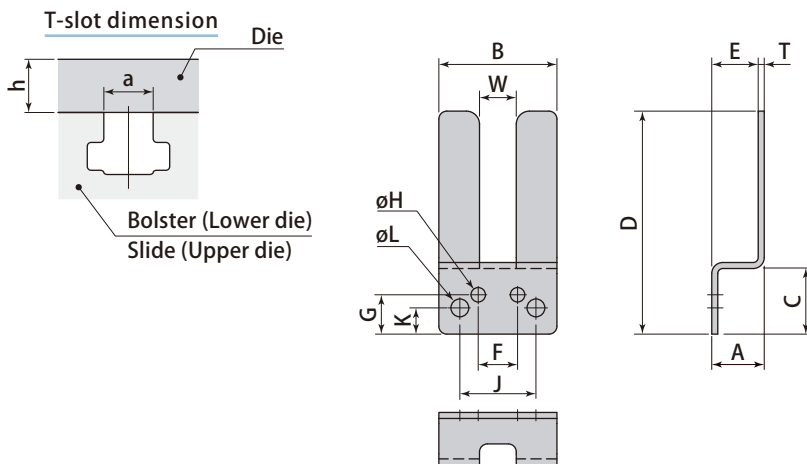 T-slot dimension
Die
h
a
Bolster (Lower die)
Slide (Upper die)
B
W
øH
øL
G
K
F
J
E
T
D
C
A